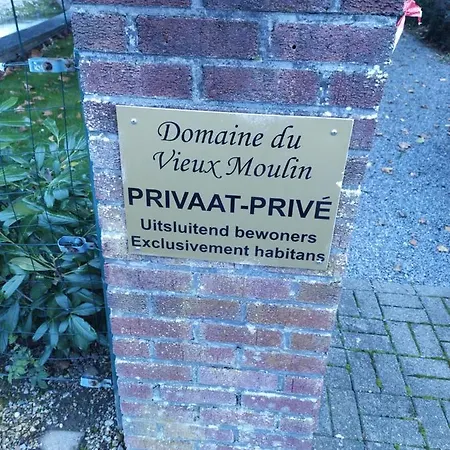 Domaine du
Vieux Moulin
PRIVAAT-PRIVÉ
Uitsluitend bewoners
Exclusivement habitans